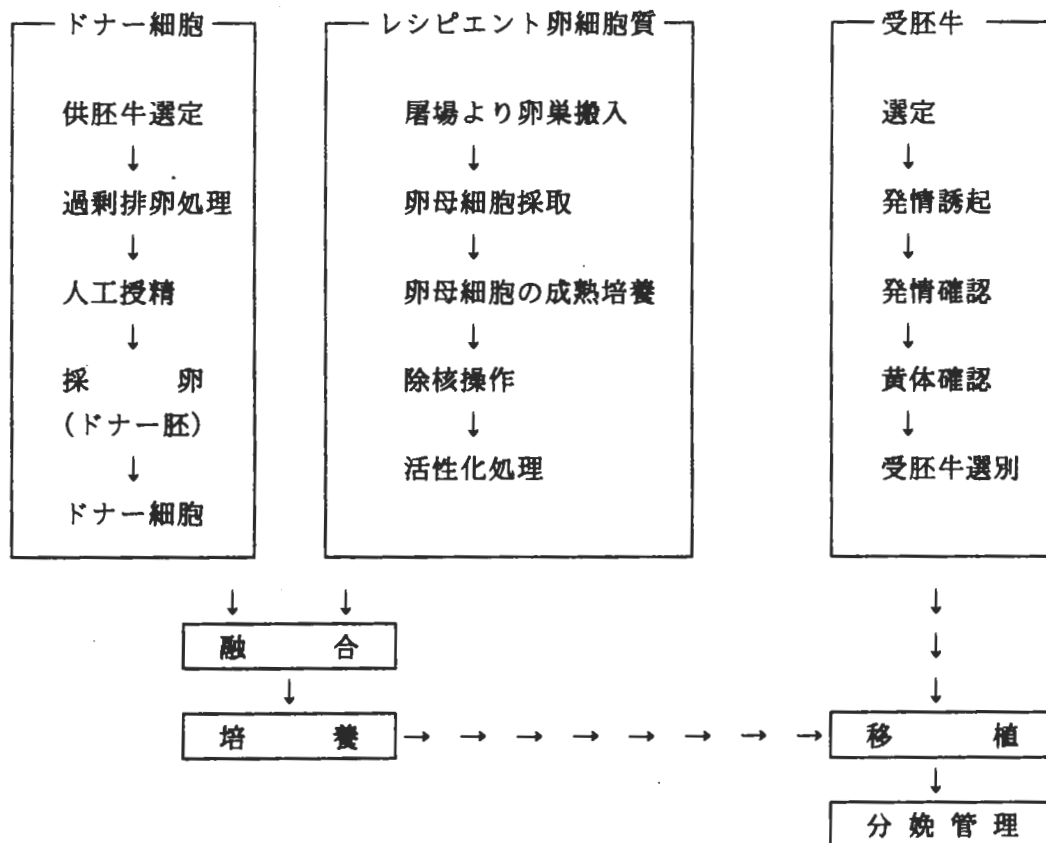 ドナー細胞
供胚牛選定
↓
過剰排卵処理
↓
人工授精
↓
採 卵
(ドナー胚)
↓
ドナー細胞
レシピエント卵細胞質
屠場より卵巣搬入
↓
卵母細胞採取
↓
卵母細胞の成熟培養
↓
除核操作
↓
活性化処理
受胚牛
選定
↓
発情誘起
↓
発情確認
↓
黄体確認
↓
受胚牛選別
↓ ↓
融 合
↓
培 養 → → → → → → → →
↓
↓
↓
移 植
↓
分 娩 管 理